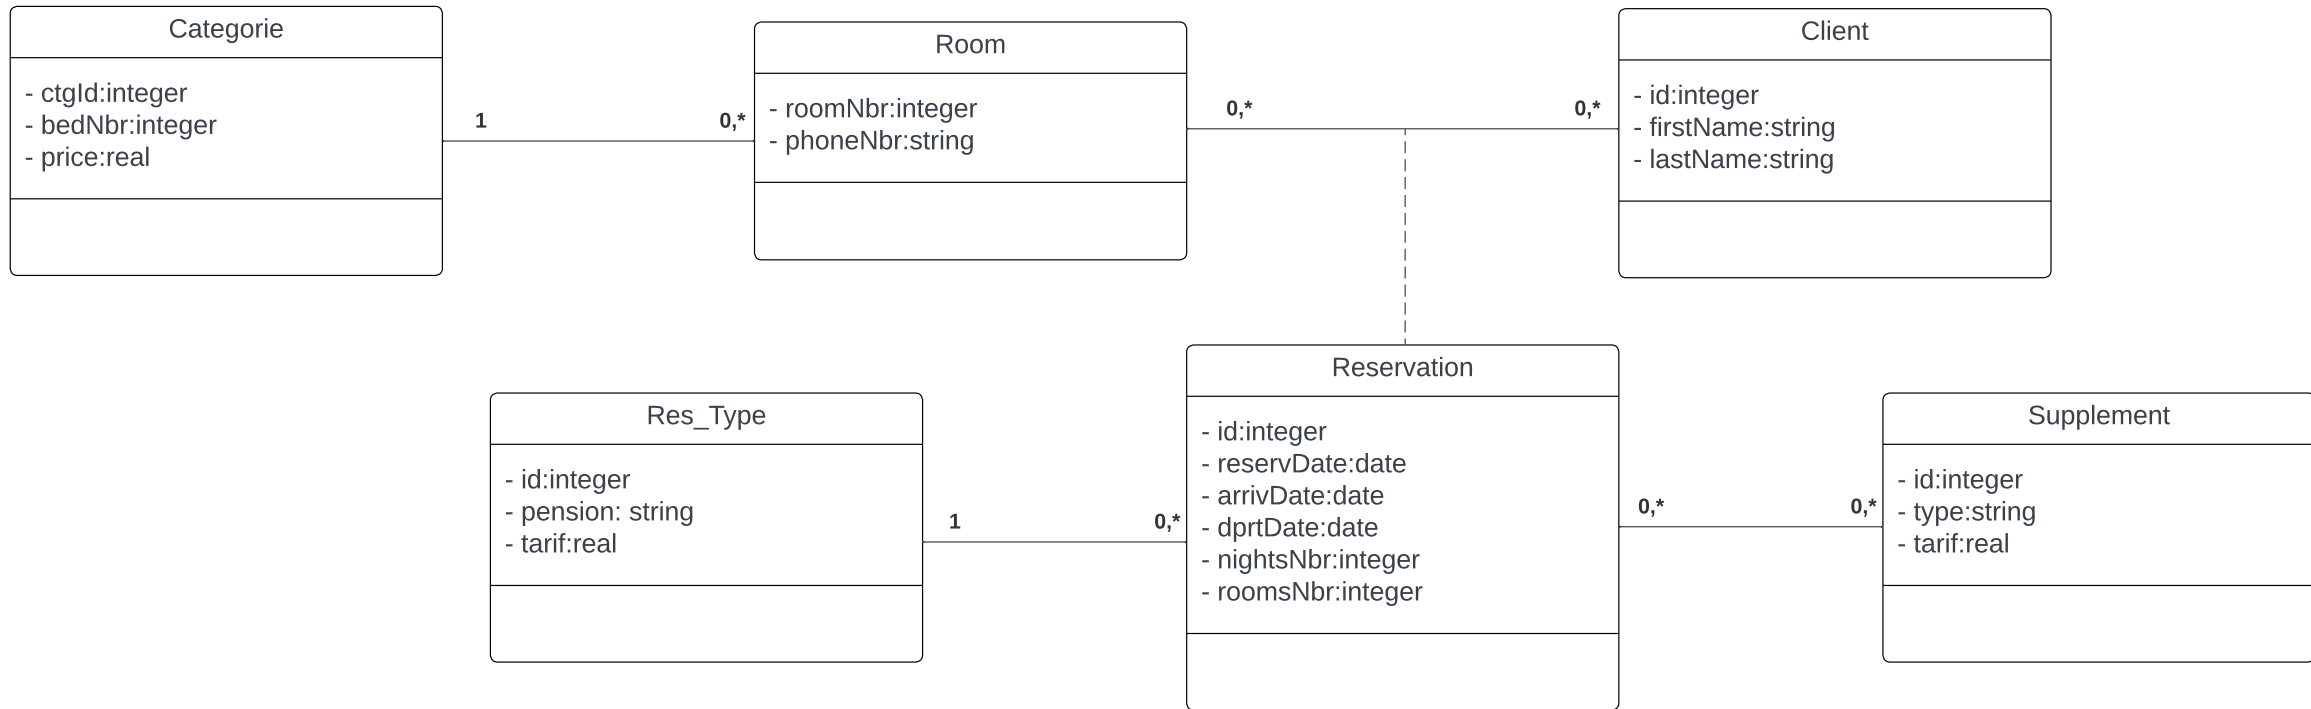 Categorie
- ctgId:integer
- bedNbr:integer
- price:real
1
0,*
Room
- roomNbr:integer
- phoneNbr:string
0,*
0,*
Client
- id:integer
- firstName:string
- lastName:string
Res_Type
- id:integer
- pension: string
- tarif:real
1
0,*
Reservation
- id:integer
- reservDate:date
- arrivDate:date
- dprtDate:date
- nightsNbr:integer
- roomsNbr:integer
0,*
0,*
Supplement
- id:integer
- type:string
- tarif:real